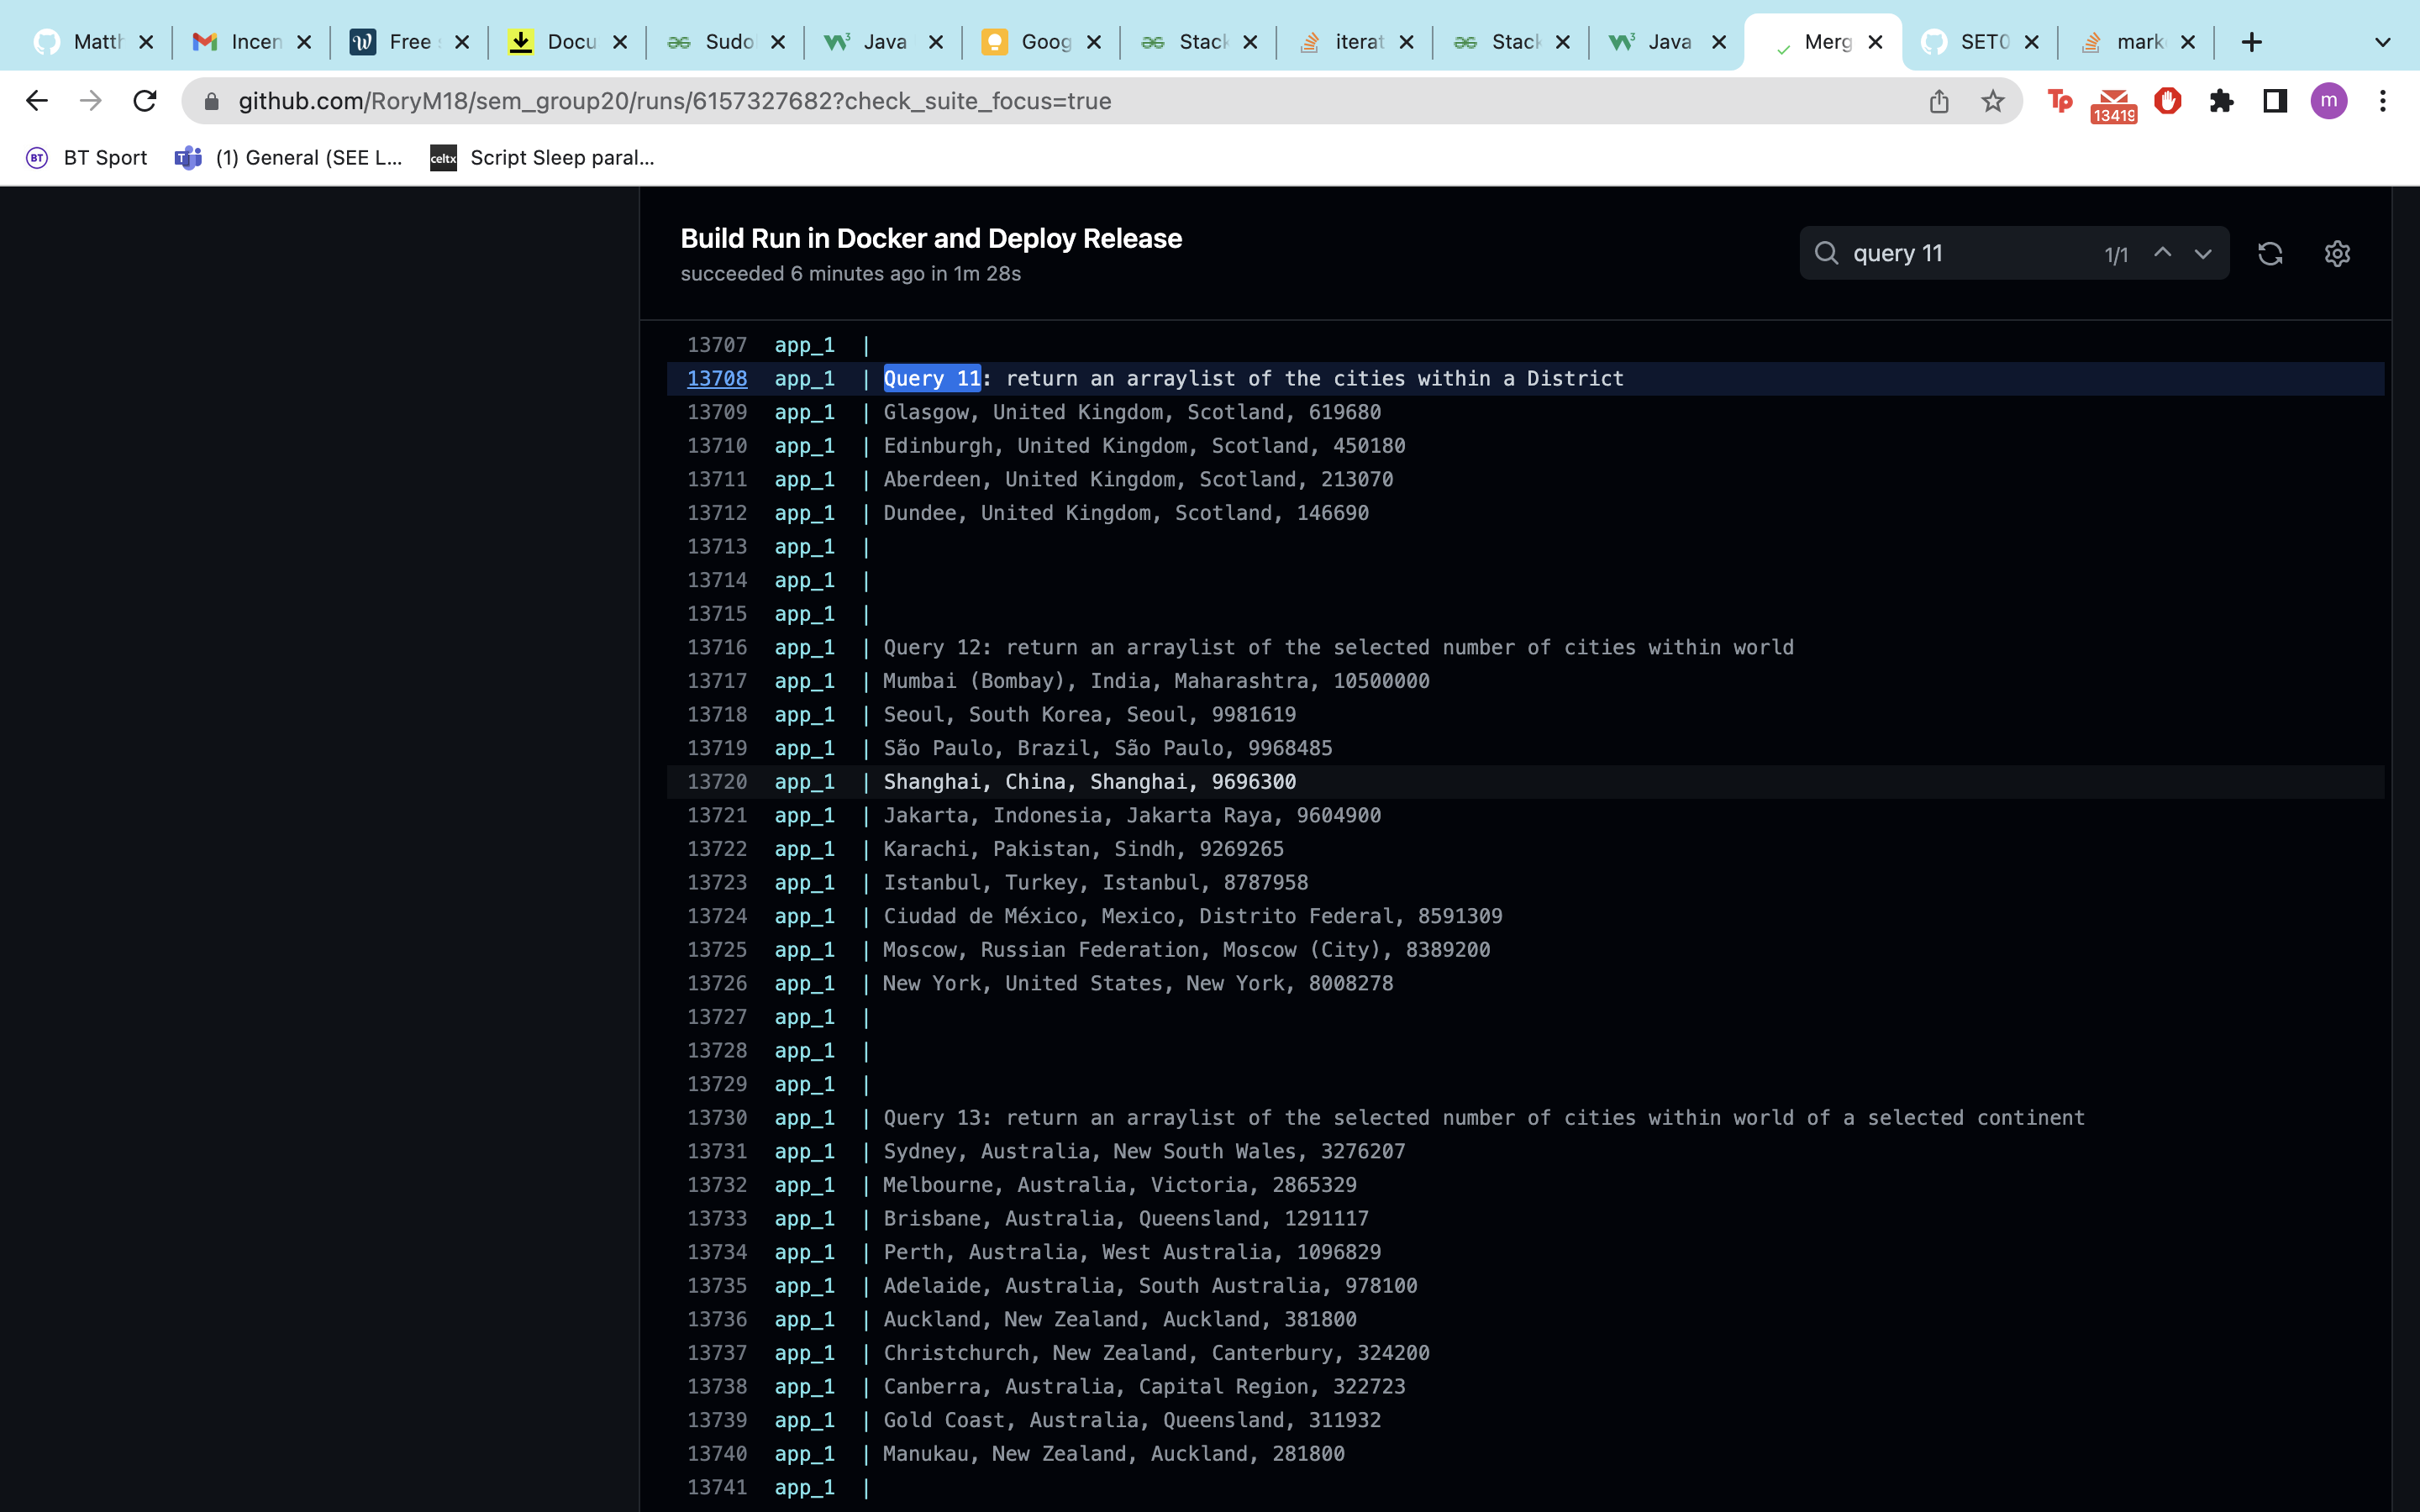 Matth Incen Free Docu Sudo Java Goog Stack iterat Stack Java Merg SET0 mark
github.com/RoryM18/sem_group20/runs/6157327682?check_suite_focus=true Tp 13419 m
BT BT Sport (1) General (SEE L... celtx Script Sleep paral...
Build Run in Docker and Deploy Release
succeeded 6 minutes ago in 1m 28s
query 11 1/1
13707 app_1 |
13708 app_1 | Query 11: return an arraylist of the cities within a District
13709 app_1 | Glasgow, United Kingdom, Scotland, 619680
13710 app_1 | Edinburgh, United Kingdom, Scotland, 450180
13711 app_1 | Aberdeen, United Kingdom, Scotland, 213070
13712 app_1 | Dundee, United Kingdom, Scotland, 146690
13713 app_1 |
13714 app_1 |
13715 app_1 |
13716 app_1 | Query 12: return an arraylist of the selected number of cities within world
13717 app_1 | Mumbai (Bombay), India, Maharashtra, 10500000
13718 app_1 | Seoul, South Korea, Seoul, 9981619
13719 app_1 | São Paulo, Brazil, São Paulo, 9968485
13720 app_1 | Shanghai, China, Shanghai, 9696300
13721 app_1 | Jakarta, Indonesia, Jakarta Raya, 9604900
13722 app_1 | Karachi, Pakistan, Sindh, 9269265
13723 app_1 | Istanbul, Turkey, Istanbul, 8787958
13724 app_1 | Ciudad de México, Mexico, Distrito Federal, 8591309
13725 app_1 | Moscow, Russian Federation, Moscow (City), 8389200
13726 app_1 | New York, United States, New York, 8008278
13727 app_1 |
13728 app_1 |
13729 app_1 |
13730 app_1 | Query 13: return an arraylist of the selected number of cities within world of a selected continent
13731 app_1 | Sydney, Australia, New South Wales, 3276207
13732 app_1 | Melbourne, Australia, Victoria, 2865329
13733 app_1 | Brisbane, Australia, Queensland, 1291117
13734 app_1 | Perth, Australia, West Australia, 1096829
13735 app_1 | Adelaide, Australia, South Australia, 978100
13736 app_1 | Auckland, New Zealand, Auckland, 381800
13737 app_1 | Christchurch, New Zealand, Canterbury, 324200
13738 app_1 | Canberra, Australia, Capital Region, 322723
13739 app_1 | Gold Coast, Australia, Queensland, 311932
13740 app_1 | Manukau, New Zealand, Auckland, 281800
13741 app_1 |